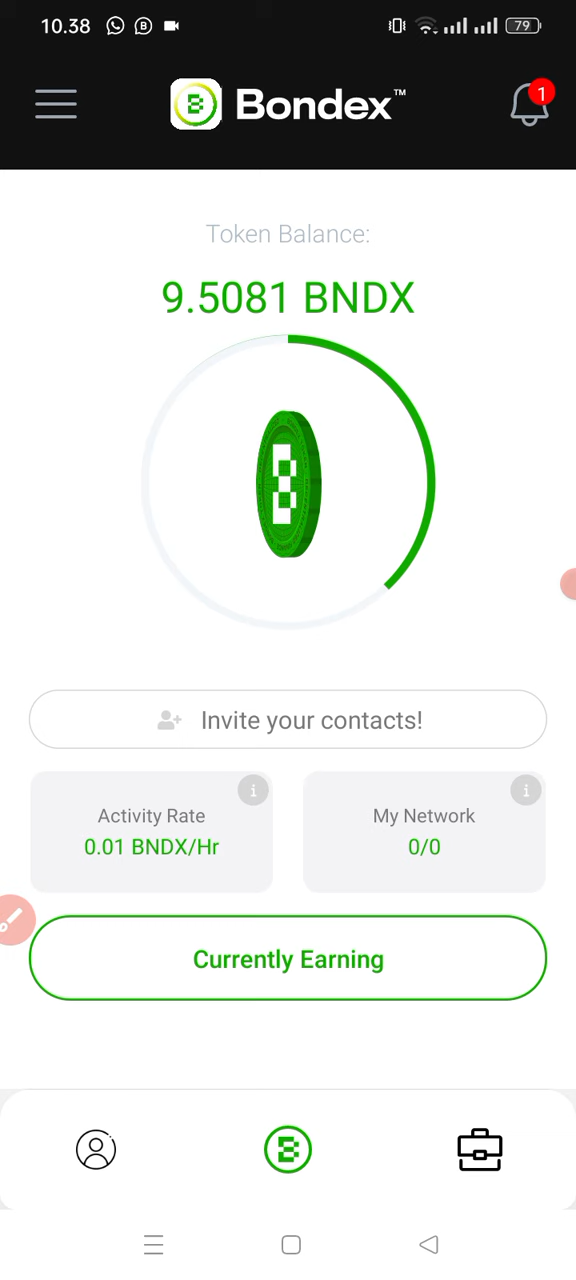 10.38
79
Bondex™
1
Token Balance:
9.5081 BNDX
Invite your contacts!
Activity Rate
0.01 BNDX/Hr
My Network
0/0
Currently Earning